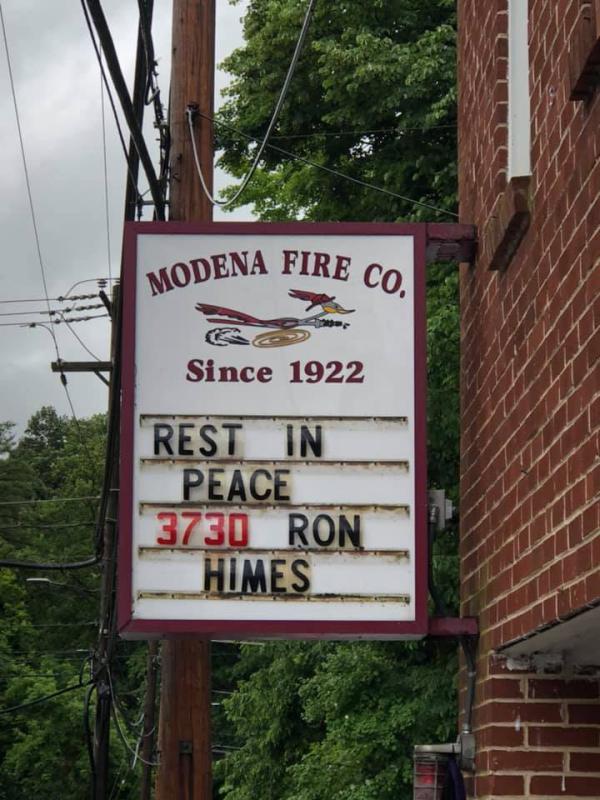 MODENA FIRE CO.
Since 1922
REST IN
PEACE
3730 RON
HIMES